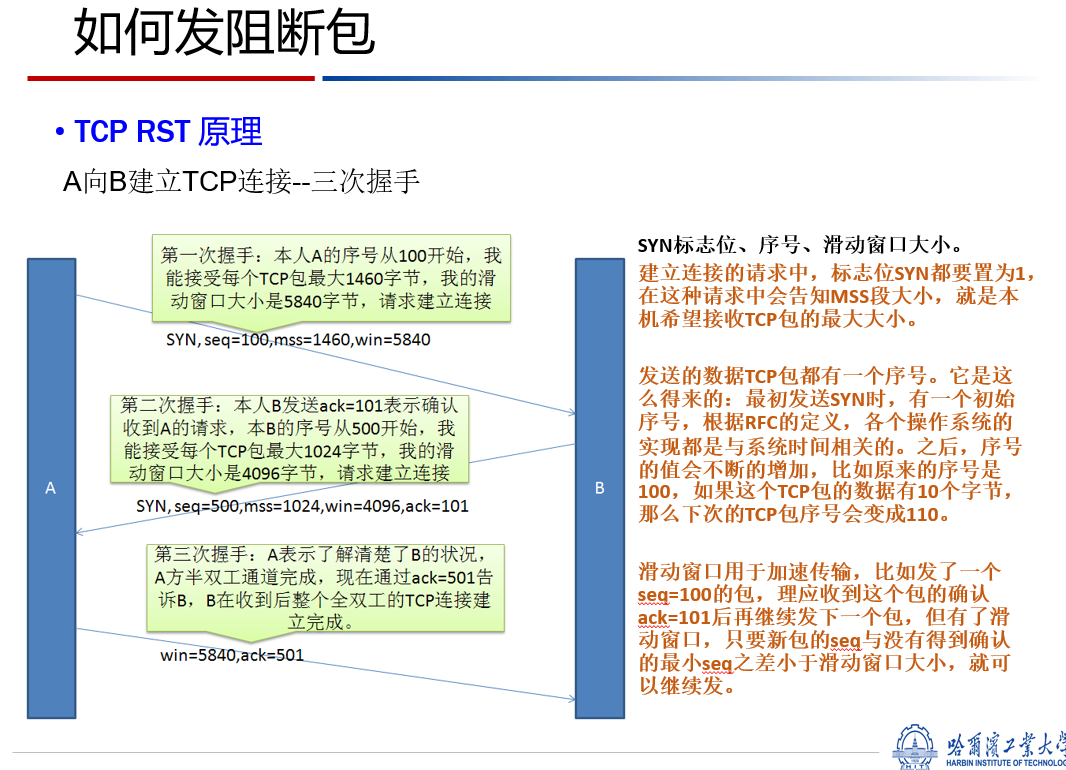 如何发阻断包
• TCP RST 原理
A向B建立TCP连接--三次握手
第一次握手：本人A的序号从100开始，我
能接受每个TCP包最大1460字节，我的滑
动窗口大小是5840字节，请求建立连接
SYN, seq=100,mss=1460,win=5840
第二次握手：本人B发送ack=101表示确认
收到A的请求，本B的序号从500开始，我
能接受每个TCP包最大1024字节，我的滑
动窗口大小是4096字节，请求建立连接
SYN, seq=500,mss=1024,win=4096,ack=101
第三次握手：A表示了解清楚了B的状况，
A方半双工通道完成，现在通过ack=501告
诉B，B在收到后整个全双工的TCP连接建
立完成。
win=5840,ack=501
A
B
SYN标志位、序号、滑动窗口大小。
建立连接的请求中，标志位SYN都要置为1，
在这种请求中会告知MSS段大小，就是本
机希望接收TCP包的最大大小。
发送的数据TCP包都有一个序号。它是这
么得来的：最初发送SYN时，有一个初始
序号，根据RFC的定义，各个操作系统的
实现都是与系统时间相关的。之后，序号
的值会不断的增加，比如原来的序号是
100，如果这个TCP包的数据有10个字节，
那么下次的TCP包序号会变成110。
滑动窗口用于加速传输，比如发了一个
seq=100的包，理应收到这个包的确认
ack=101后再继续发下一个包，但有了滑
动窗口，只要新包的seq与没有得到确认
的最小seq之差小于滑动窗口大小，就可
以继续发。
哈爾濱工業大學
HARBIN INSTITUTE OF TECHNOLOG